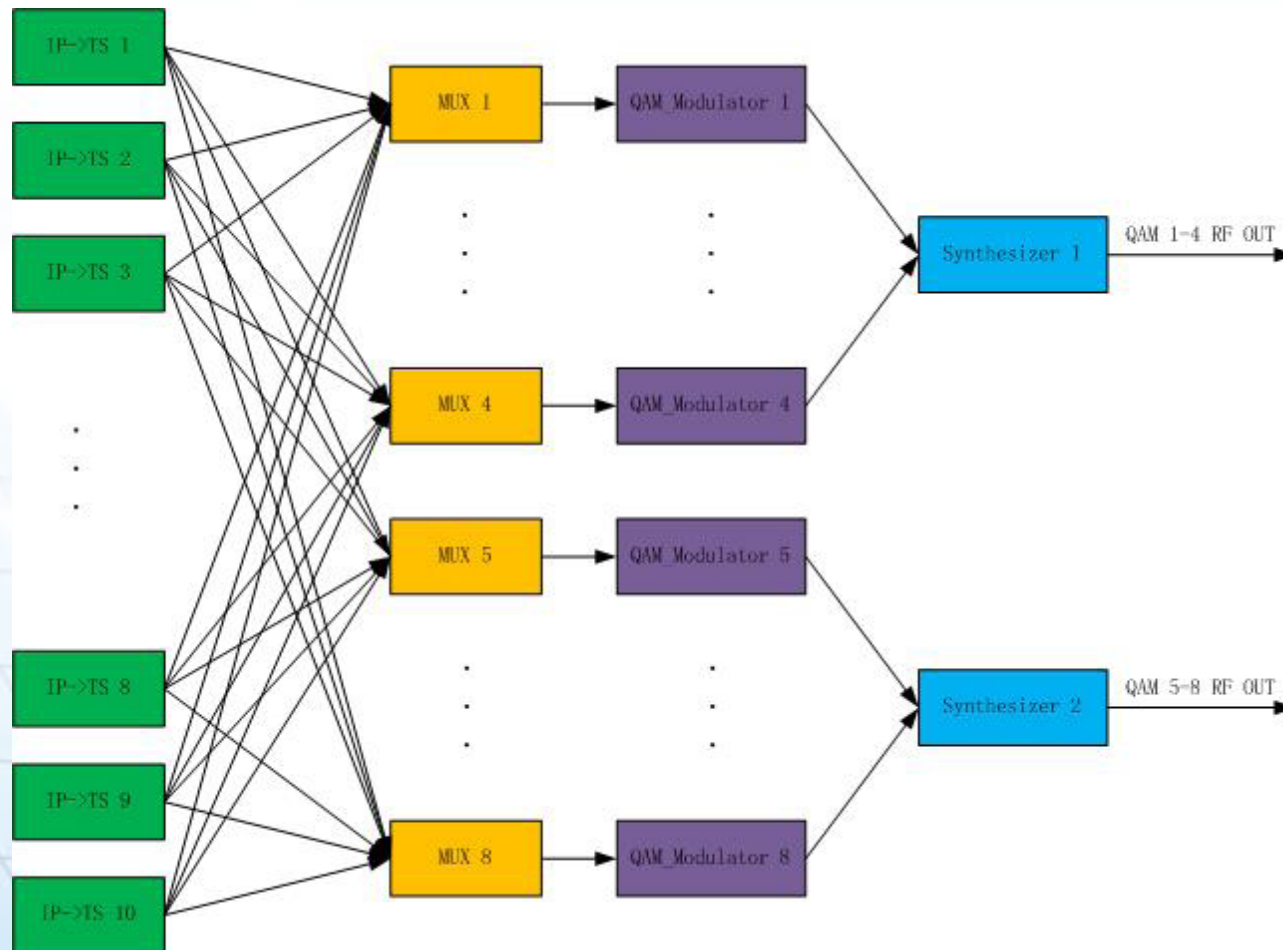 IP->TS 1
IP->TS 2
IP->TS 3
IP->TS 8
IP->TS 9
IP->TS 10
MUX 1
MUX 4
MUX 5
MUX 8
QAM_Modulator 1
QAM_Modulator 4
QAM_Modulator 5
QAM_Modulator 8
Synthesizer 1
Synthesizer 2
QAM 1-4 RF OUT
QAM 5-8 RF OUT